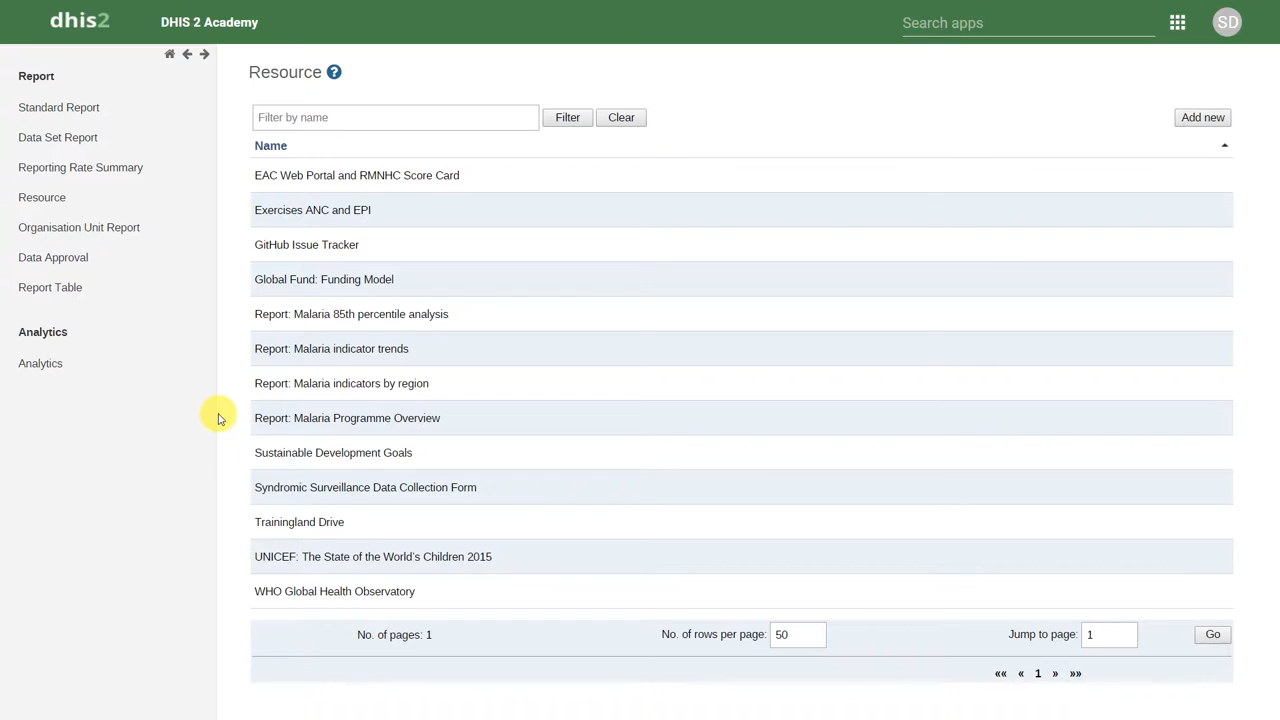 dhis2
DHIS 2 Academy
Search apps
SD
Report
Standard Report
Data Set Report
Reporting Rate Summary
Resource
Organisation Unit Report
Data Approval
Report Table
Analytics
Analytics
Resource ?
Filter by name
Filter
Clear
Add new
Name
EAC Web Portal and RMNHC Score Card
Exercises ANC and EPI
GitHub Issue Tracker
Global Fund: Funding Model
Report: Malaria 85th percentile analysis
Report: Malaria indicator trends
Report: Malaria indicators by region
Report: Malaria Programme Overview
Sustainable Development Goals
Syndromic Surveillance Data Collection Form
Trainingland Drive
UNICEF: The State of the World's Children 2015
WHO Global Health Observatory
No. of pages: 1
No. of rows per page: 50
Jump to page: 1
Go
«« « 1 » »»